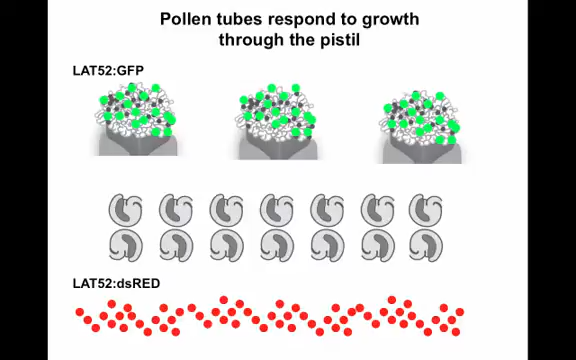 Pollen tubes respond to growth
through the pistil
LAT52:GFP
LAT52:dsRED